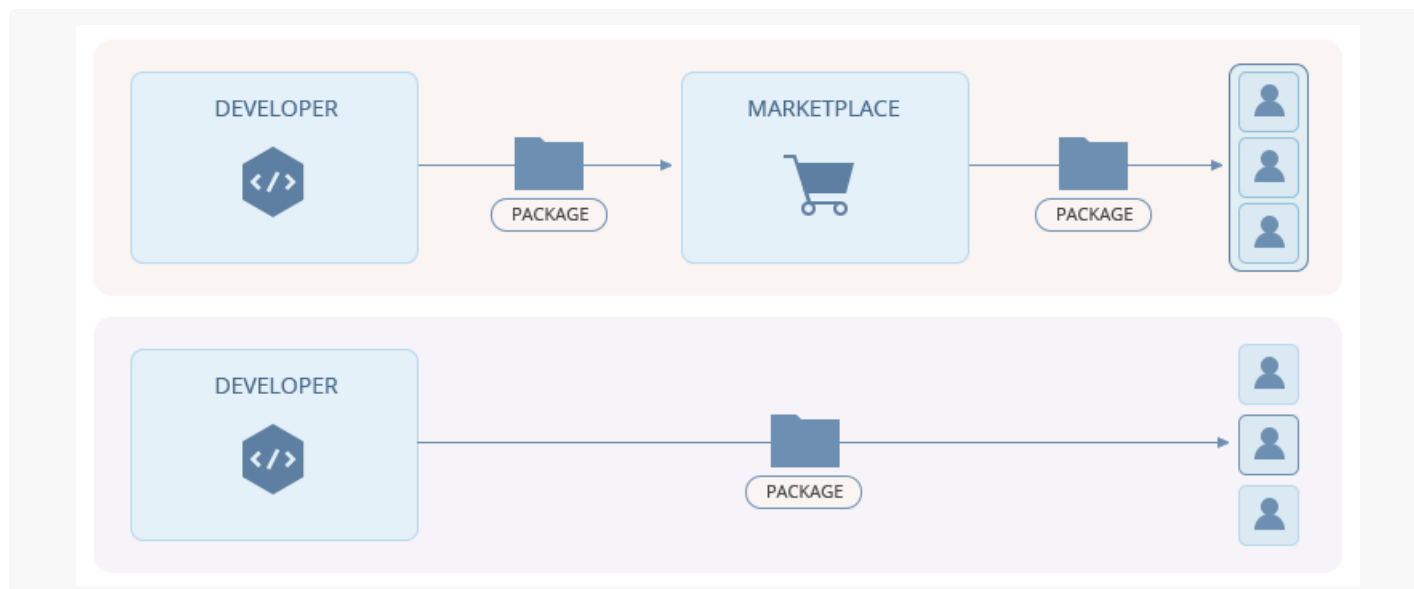 DEVELOPER
MARKETPLACE
</>
PACKAGE
PACKAGE
DEVELOPER
</>
PACKAGE